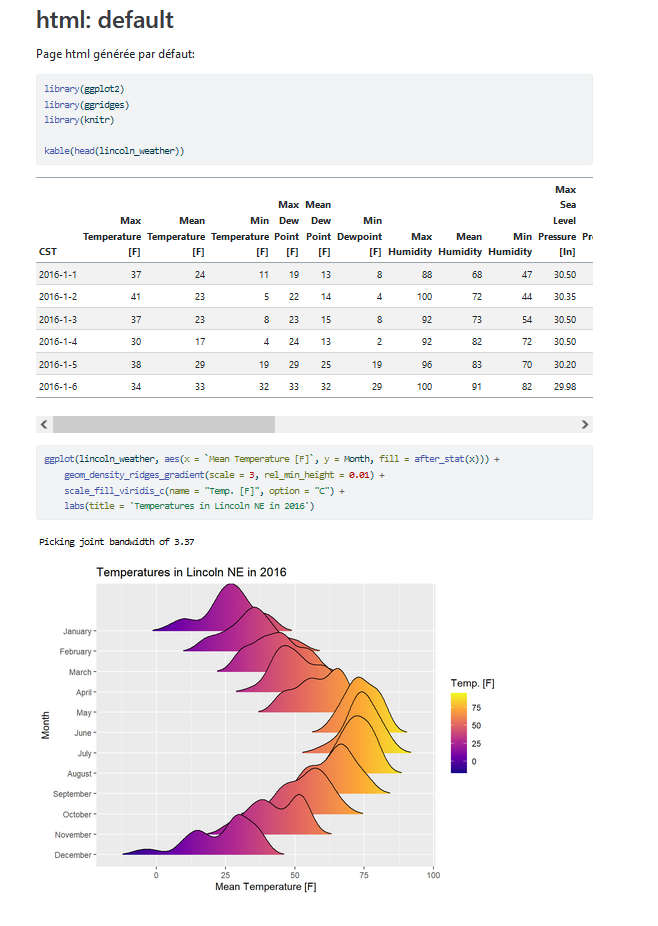 html: default
Page html générée par défaut:
library(ggplot2)
library(ggridges)
library(knitr)
kable(head(lincoln_weather))
CST Max Temperature [F] Mean Temperature [F] Min Temperature [F] Max Dew Point [F] Mean Dew Point [F] Min Dewpoint [F] Max Humidity Mean Humidity Min Humidity Max Sea Level Pressure [In]
2016-1-1 37 24 11 19 13 8 88 68 47 30.50
2016-1-2 41 23 5 22 14 4 100 72 44 30.35
2016-1-3 37 23 8 23 15 8 92 73 54 30.50
2016-1-4 30 17 4 24 13 2 92 82 72 30.50
2016-1-5 38 29 19 29 25 19 96 83 70 30.20
2016-1-6 34 33 32 33 32 29 100 91 82 29.98
ggplot(lincoln_weather, aes(x = `Mean Temperature [F]`, y = Month, fill = after_stat(x))) +
geom_density_ridges_gradient(scale = 3, rel_min_height = 0.01) +
scale_fill_viridis_c(name = "Temp. [F]", option = "C") +
labs(title = 'Temperatures in Lincoln NE in 2016')
Picking joint bandwidth of 3.37
Temperatures in Lincoln NE in 2016
January
February
March
April
May
June
July
August
September
October
November
December
Month
0 25 50 75 100
Mean Temperature [F]
Temp. [F]
75
50
25
0